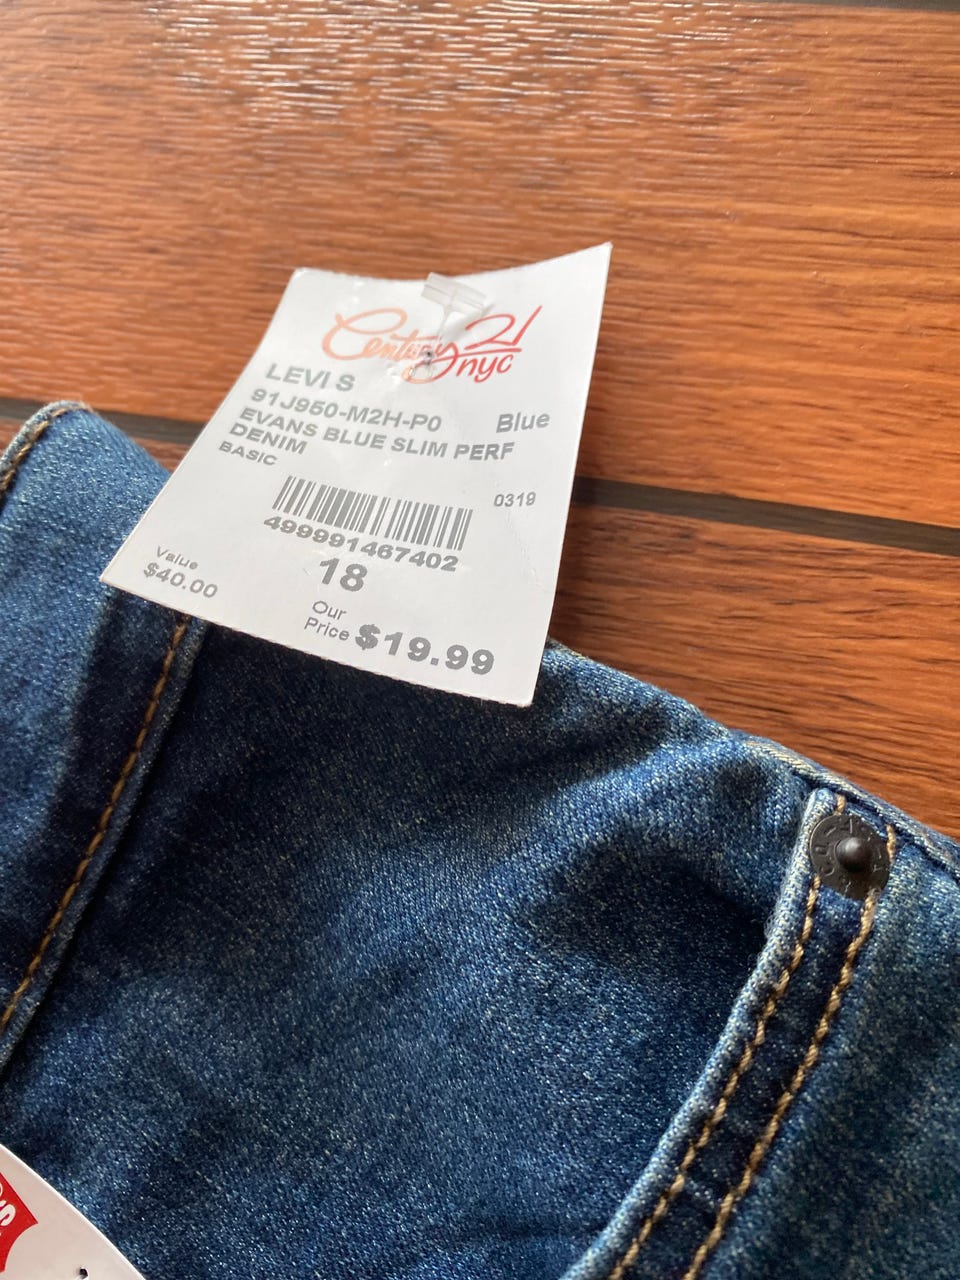 Century 21
nyc
LEVI S
91J950-M2H-P0 Blue
EVANS BLUE SLIM PERF
DENIM
BASIC
0319
499991467402
18
Value
$40.00
Our
Price $19.99